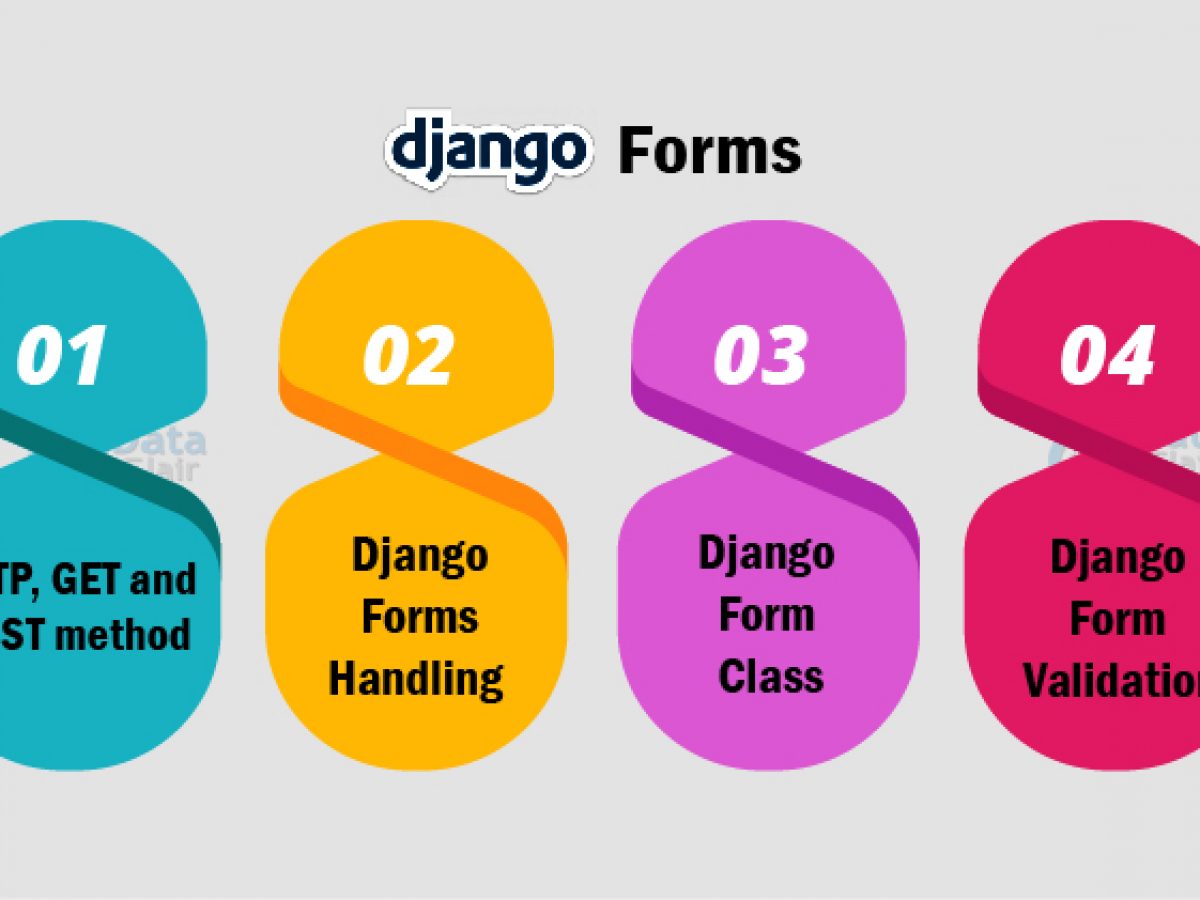 django Forms
01
02
03
04
Data
Flair
TP, GET and
ST method
Django
Forms
Handling
Django
Form
Class
Django
Form
Validation